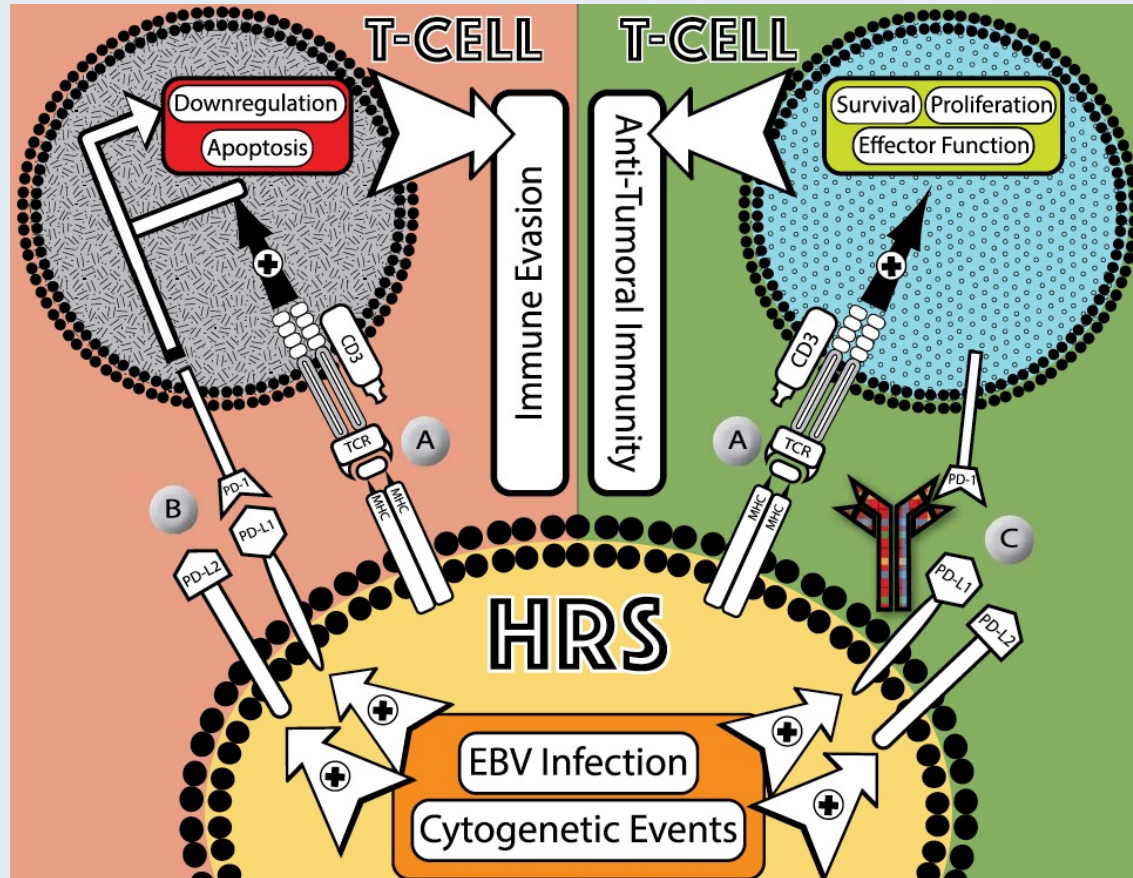 T-CELL
Downregulation
Apoptosis
Immune Evasion
CD3
TCR
A
MHC
MHC
PD-1
B
PD-L1
PD-L2
T-CELL
Survival
Proliferation
Effector Function
Anti-Tumoral Immunity
CD3
TCR
A
MHC
MHC
PD-1
C
PD-L1
PD-L2
HRS
EBV Infection
Cytogenetic Events